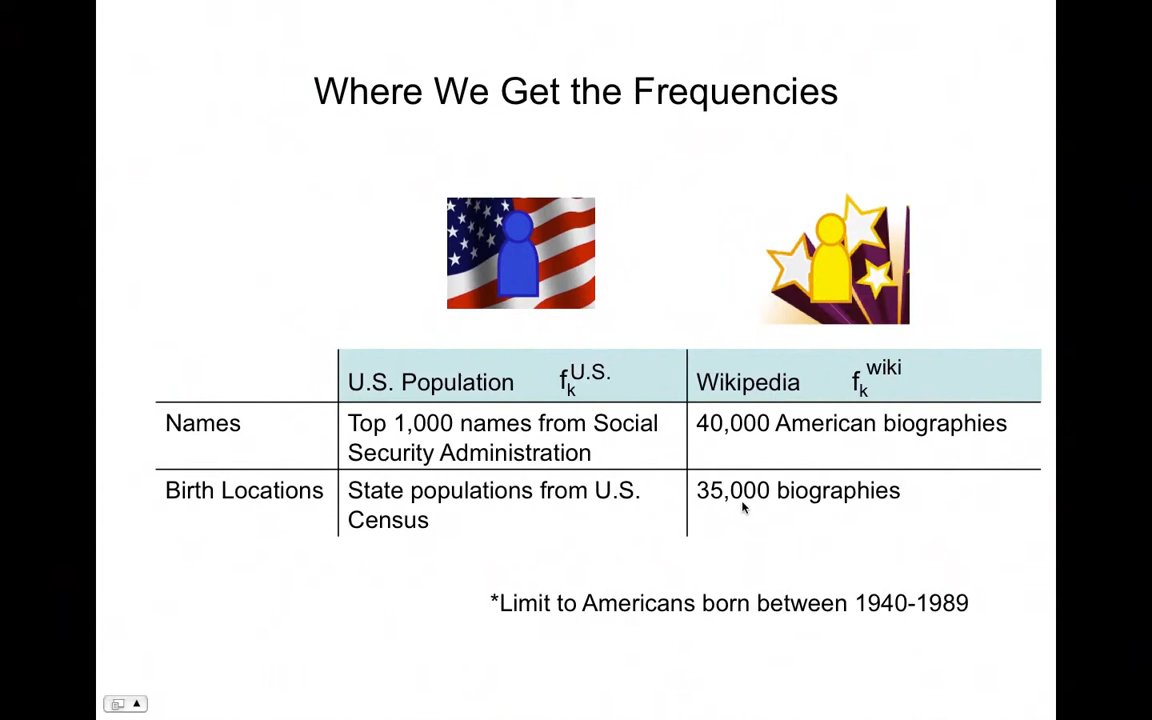 Where We Get the Frequencies
U.S. Population f_k^U.S. Wikipedia f_k^wiki
Names Top 1,000 names from Social 40,000 American biographies
Security Administration
Birth Locations State populations from U.S. 35,000 biographies
Census
*Limit to Americans born between 1940-1989